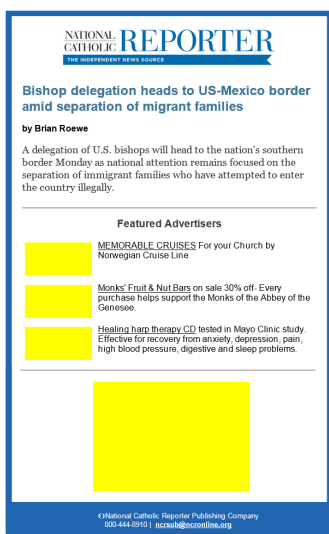 NATIONAL
CATHOLIC REPORTER
THE INDEPENDENT NEWS SOURCE
Bishop delegation heads to US-Mexico border
amid separation of migrant families
by Brian Roewe
A delegation of U.S. bishops will head to the nation's southern
border Monday as national attention remains focused on the
separation of immigrant families who have attempted to enter
the country illegally.
Featured Advertisers
MEMORABLE CRUISES For your Church by
Norwegian Cruise Line
Monks' Fruit & Nut Bars on sale 30% off- Every
purchase helps support the Monks of the Abbey of the
Genesee.
Healing harp therapy CD tested in Mayo Clinic study.
Effective for recovery from anxiety, depression, pain,
high blood pressure, digestive and sleep problems.
©National Catholic Reporter Publishing Company
800-444-8910 | ncrsub@ncronline.org